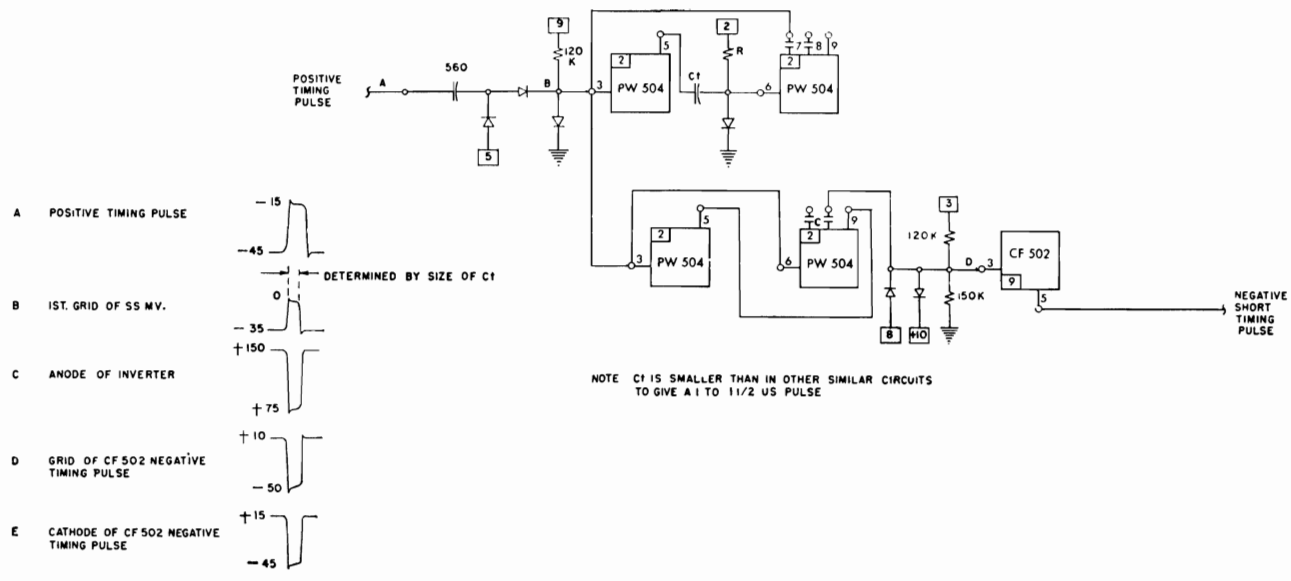 9
2
120
K
5
R
7 8 9
2
2
560
POSITIVE
TIMING
PULSE
A
B
3
PW 504
Ct
6
PW 504
5
3
5
C
9
2
2
120K
CF 502
3
PW 504
6
PW 504
D
3
9
150K
5
8
+10
NEGATIVE
SHORT
TIMING
PULSE
NOTE Ct IS SMALLER THAN IN OTHER SIMILAR CIRCUITS
TO GIVE A 1 TO 1 1/2 US PULSE
A POSITIVE TIMING PULSE
-15
-45
DETERMINED BY SIZE OF Ct
B 1ST. GRID OF SS MV.
0
-35
C ANODE OF INVERTER
+150
+75
D GRID OF CF 502 NEGATIVE
TIMING PULSE
+10
-50
E CATHODE OF CF 502 NEGATIVE
TIMING PULSE
+15
-45